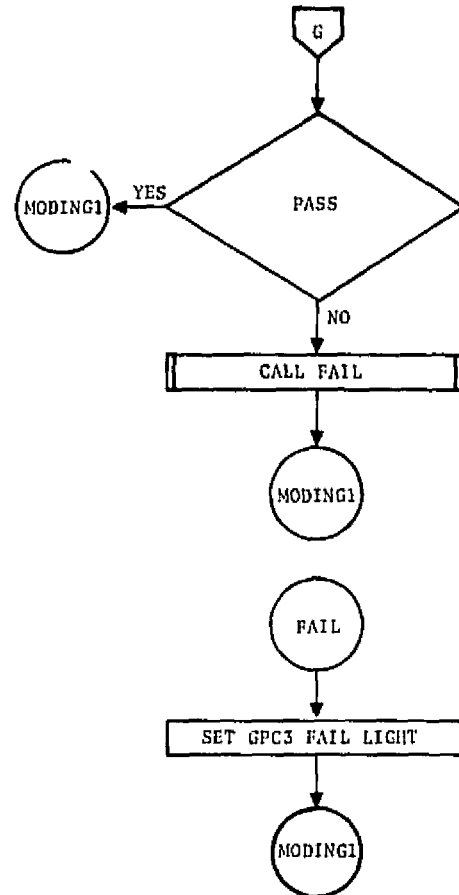 G
PASS
YES
MODING1
NO
CALL FAIL
MODING1
FAIL
SET GPC3 FAIL LIGHT
MODING1